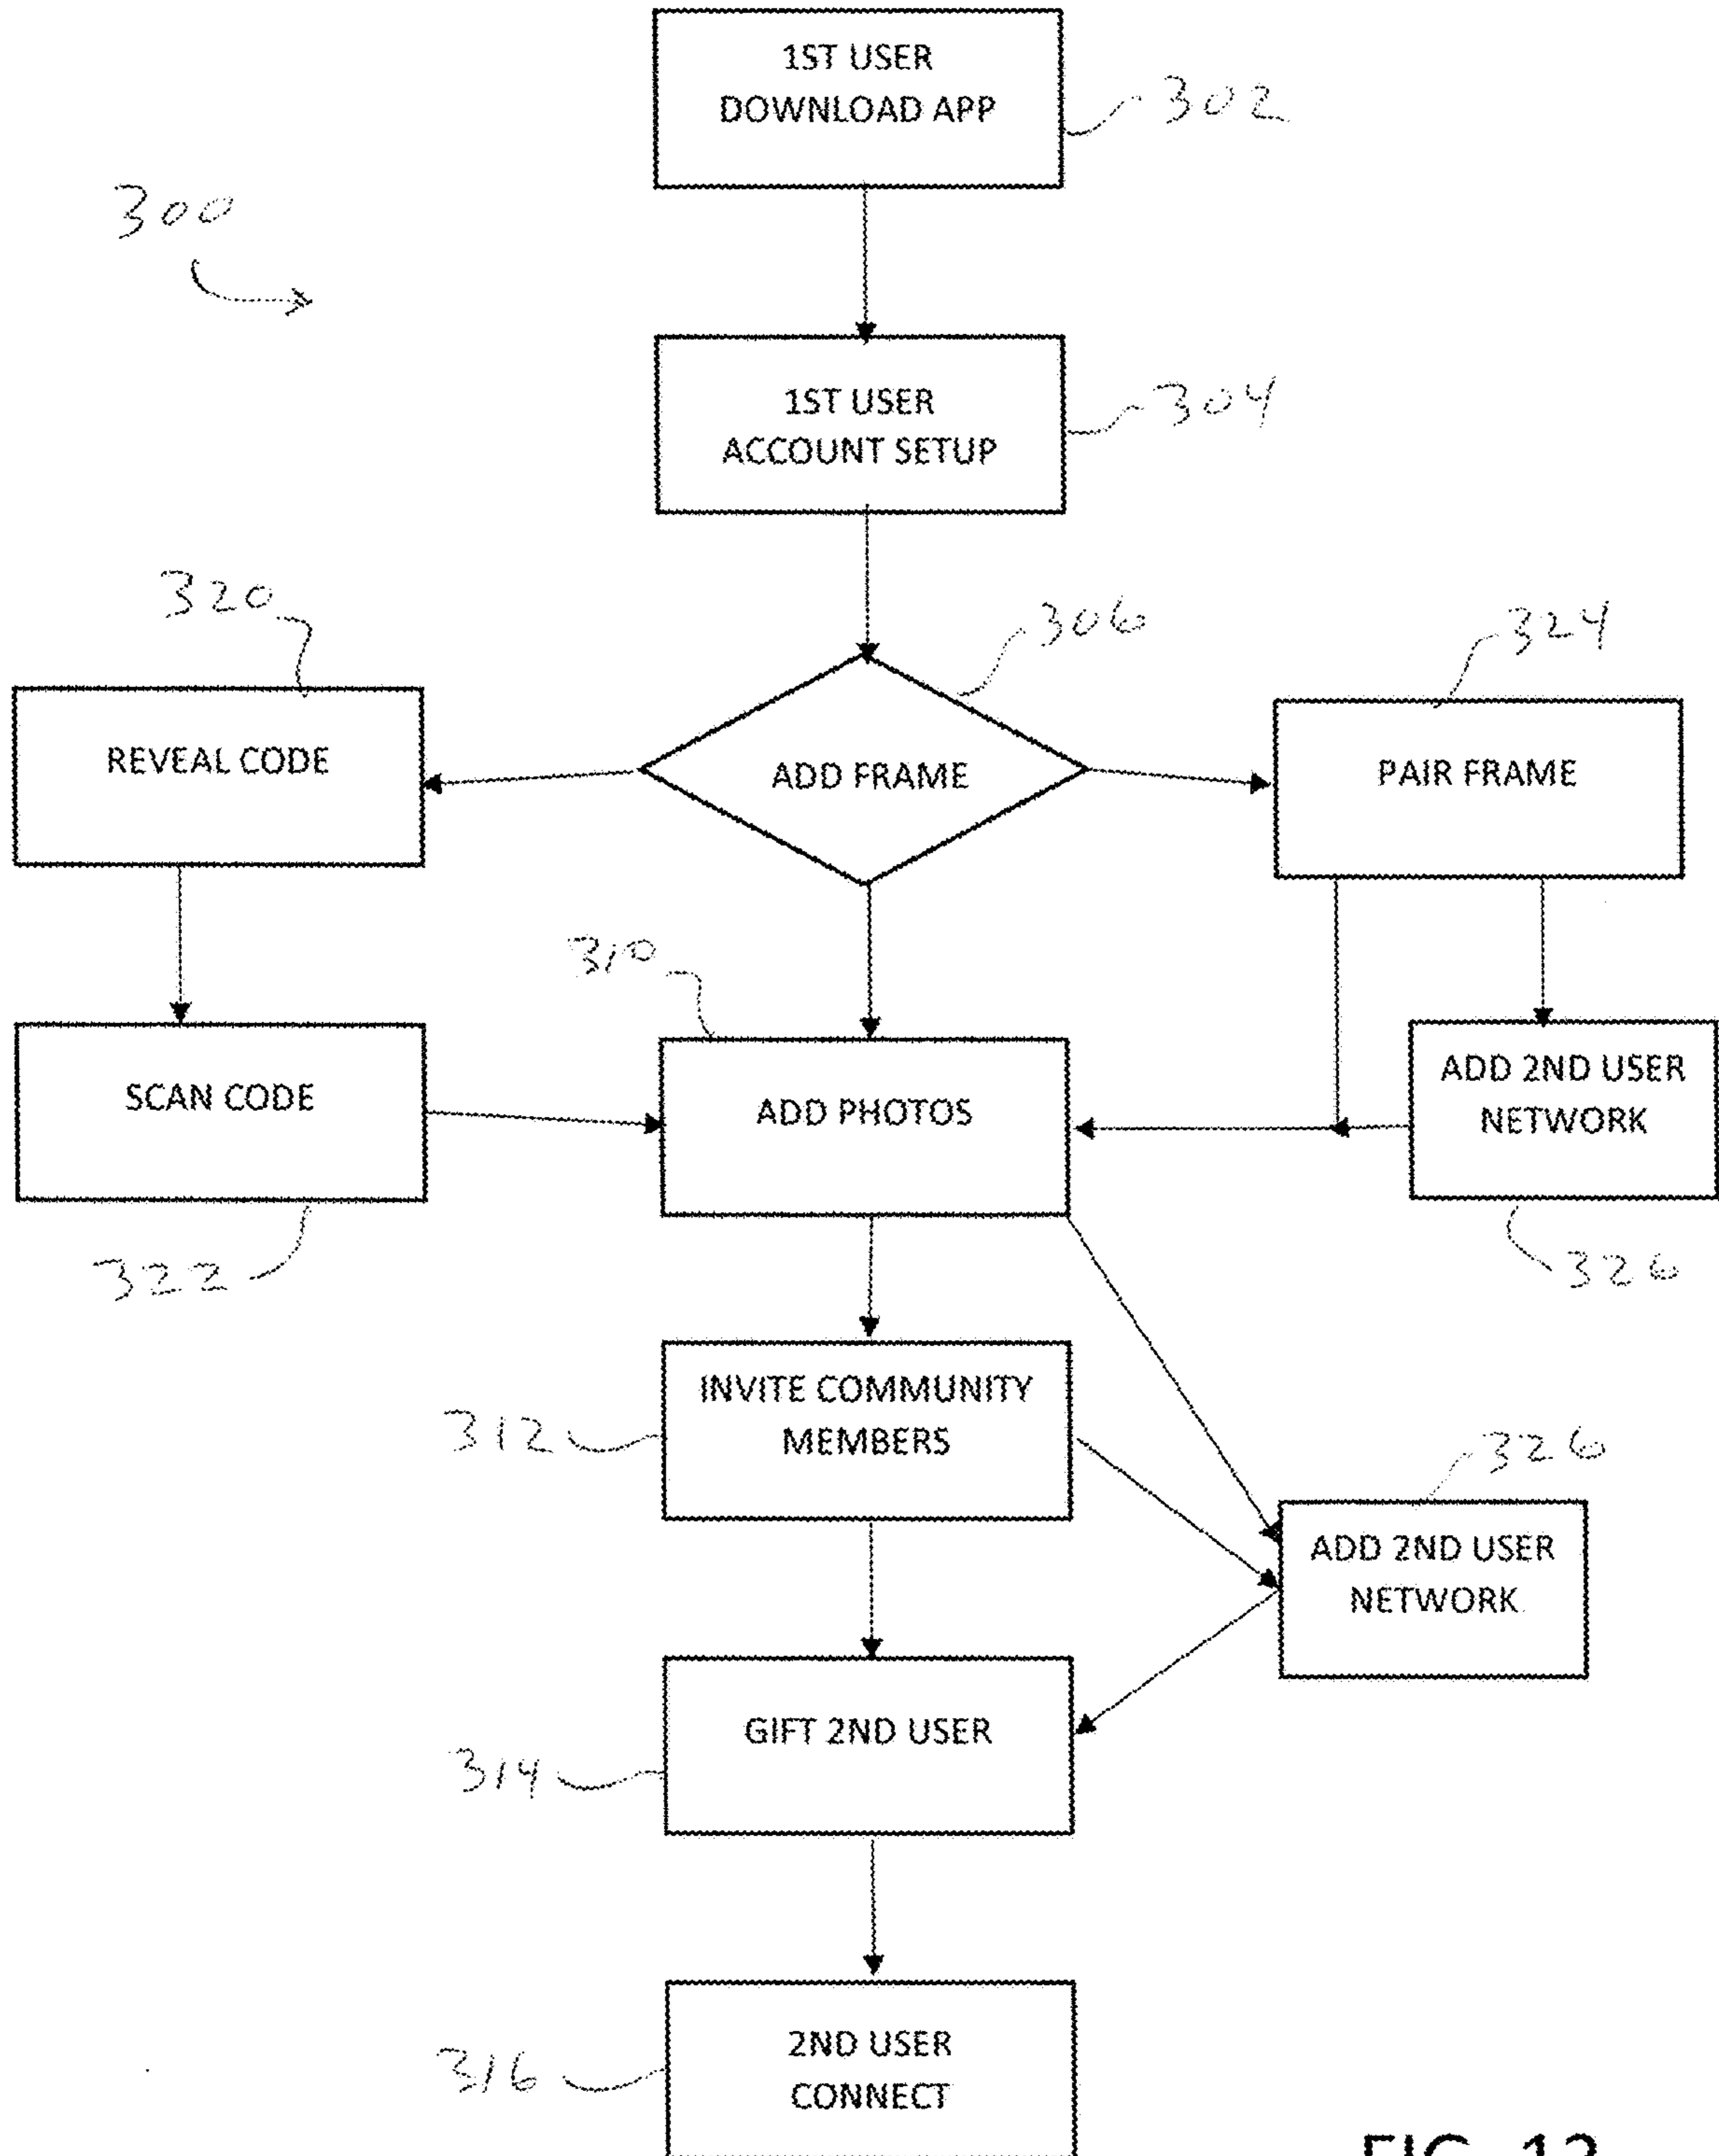 1ST USER
DOWNLOAD APP
302
300
1ST USER
ACCOUNT SETUP
304
320
306
324
REVEAL CODE
ADD FRAME
PAIR FRAME
310
SCAN CODE
ADD PHOTOS
ADD 2ND USER
NETWORK
322
326
INVITE COMMUNITY
MEMBERS
312
326
ADD 2ND USER
NETWORK
GIFT 2ND USER
314
2ND USER
CONNECT
316
FIG. 13